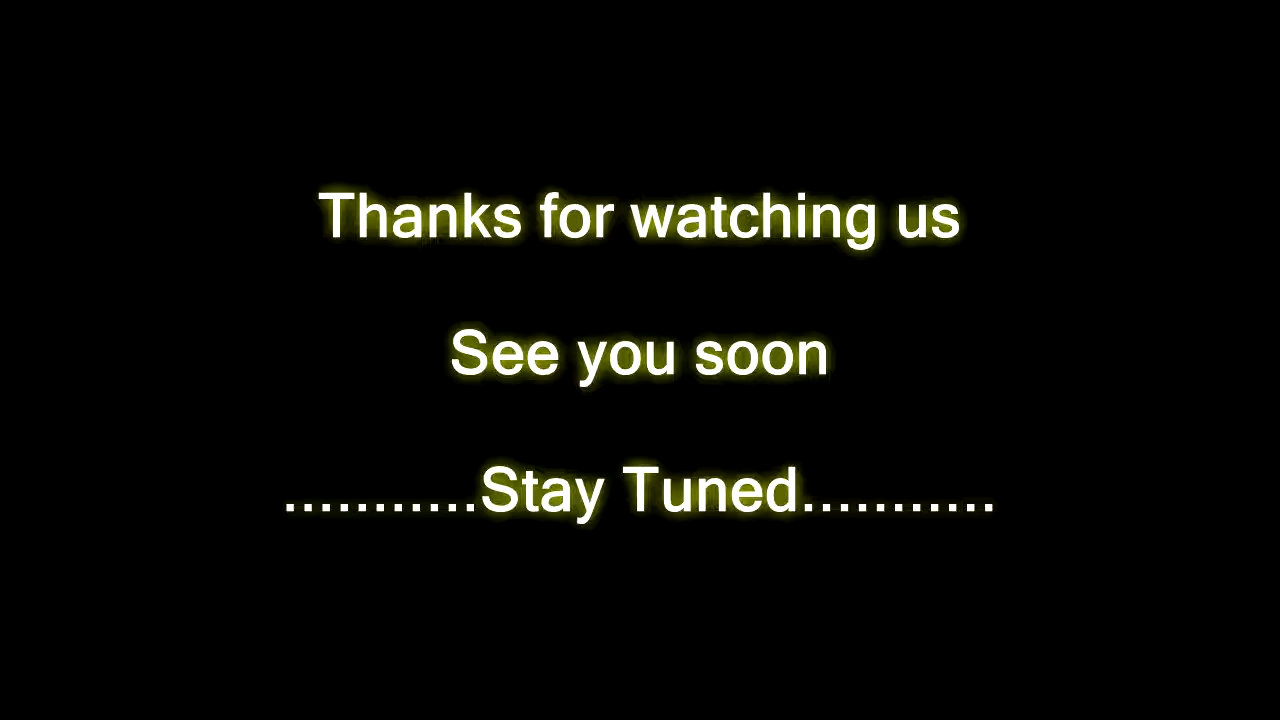 Thanks for watching us
See you soon
...........Stay Tuned...........